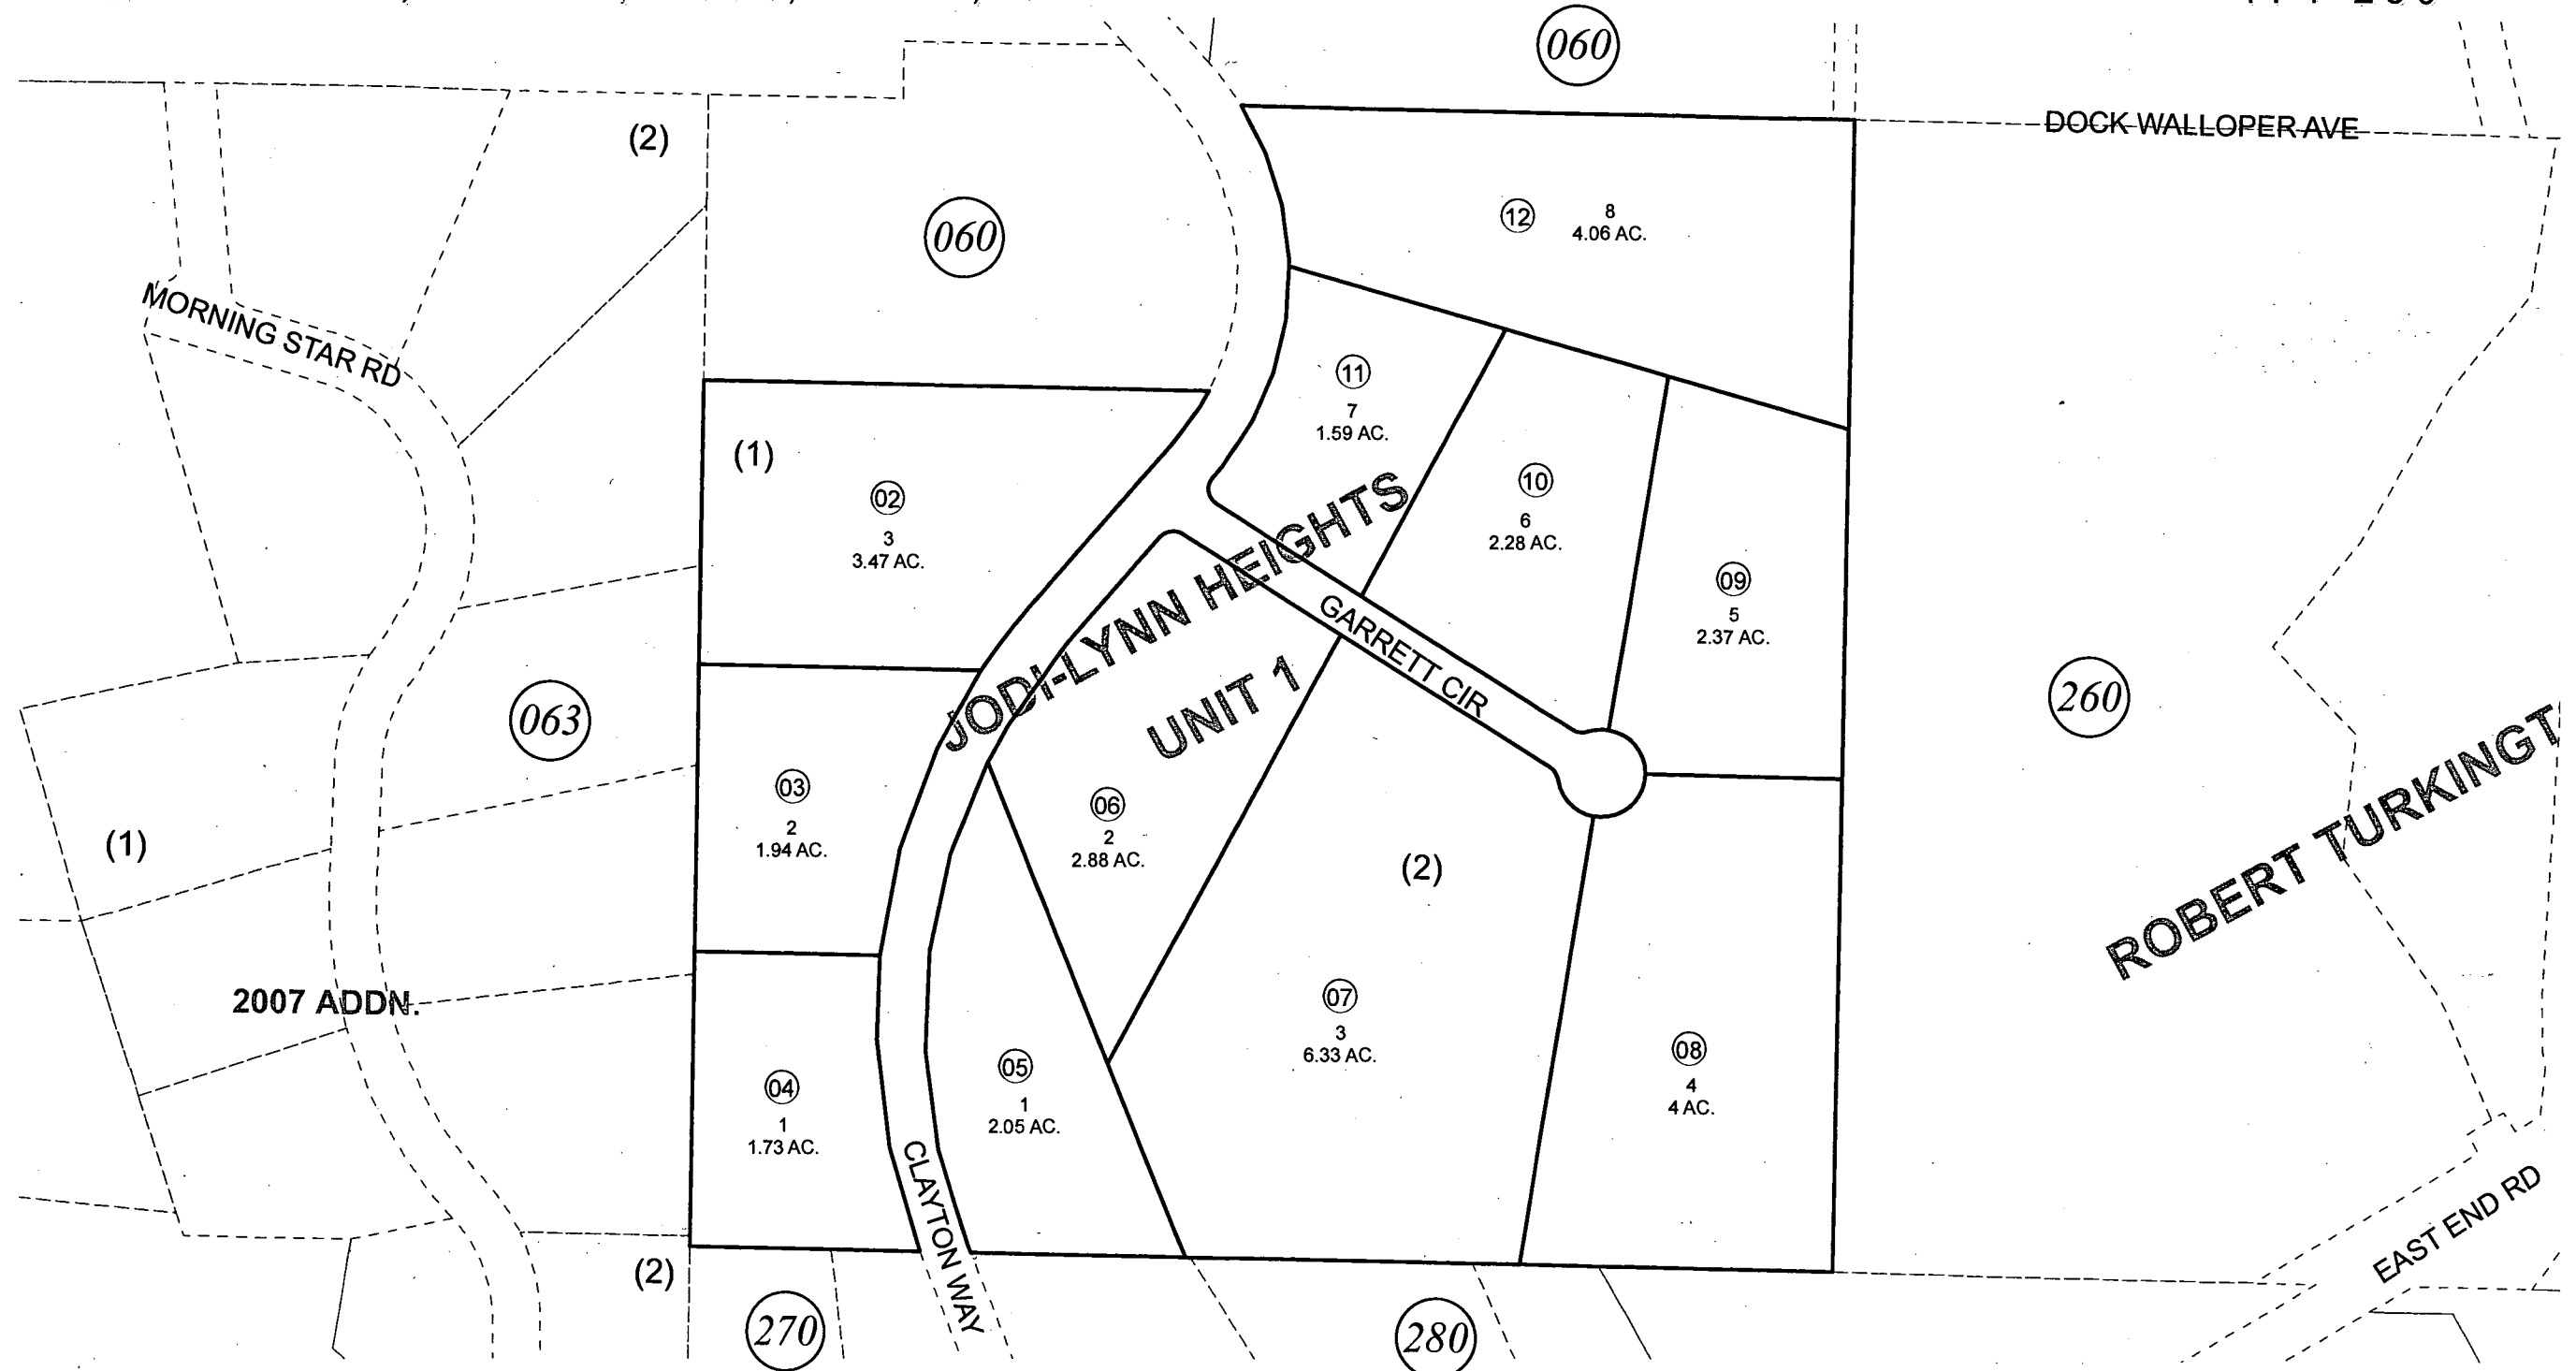 060
DOCK WALLOPER AVE
(2)
060
12
8
4.06 AC.
MORNING STAR RD
11
7
1.59 AC.
(1)
02
3
3.47 AC.
10
6
2.28 AC.
09
5
2.37 AC.
JODI-LYNN HEIGHTS
UNIT 1
GARRETT CIR
063
260
03
2
1.94 AC.
06
2
2.88 AC.
(1)
(2)
ROBERT TURKINGT
2007 ADDN.
07
3
6.33 AC.
08
4
4 AC.
04
1
1.73 AC.
05
1
2.05 AC.
CLAYTON WAY
EAST END RD
(2)
270
280